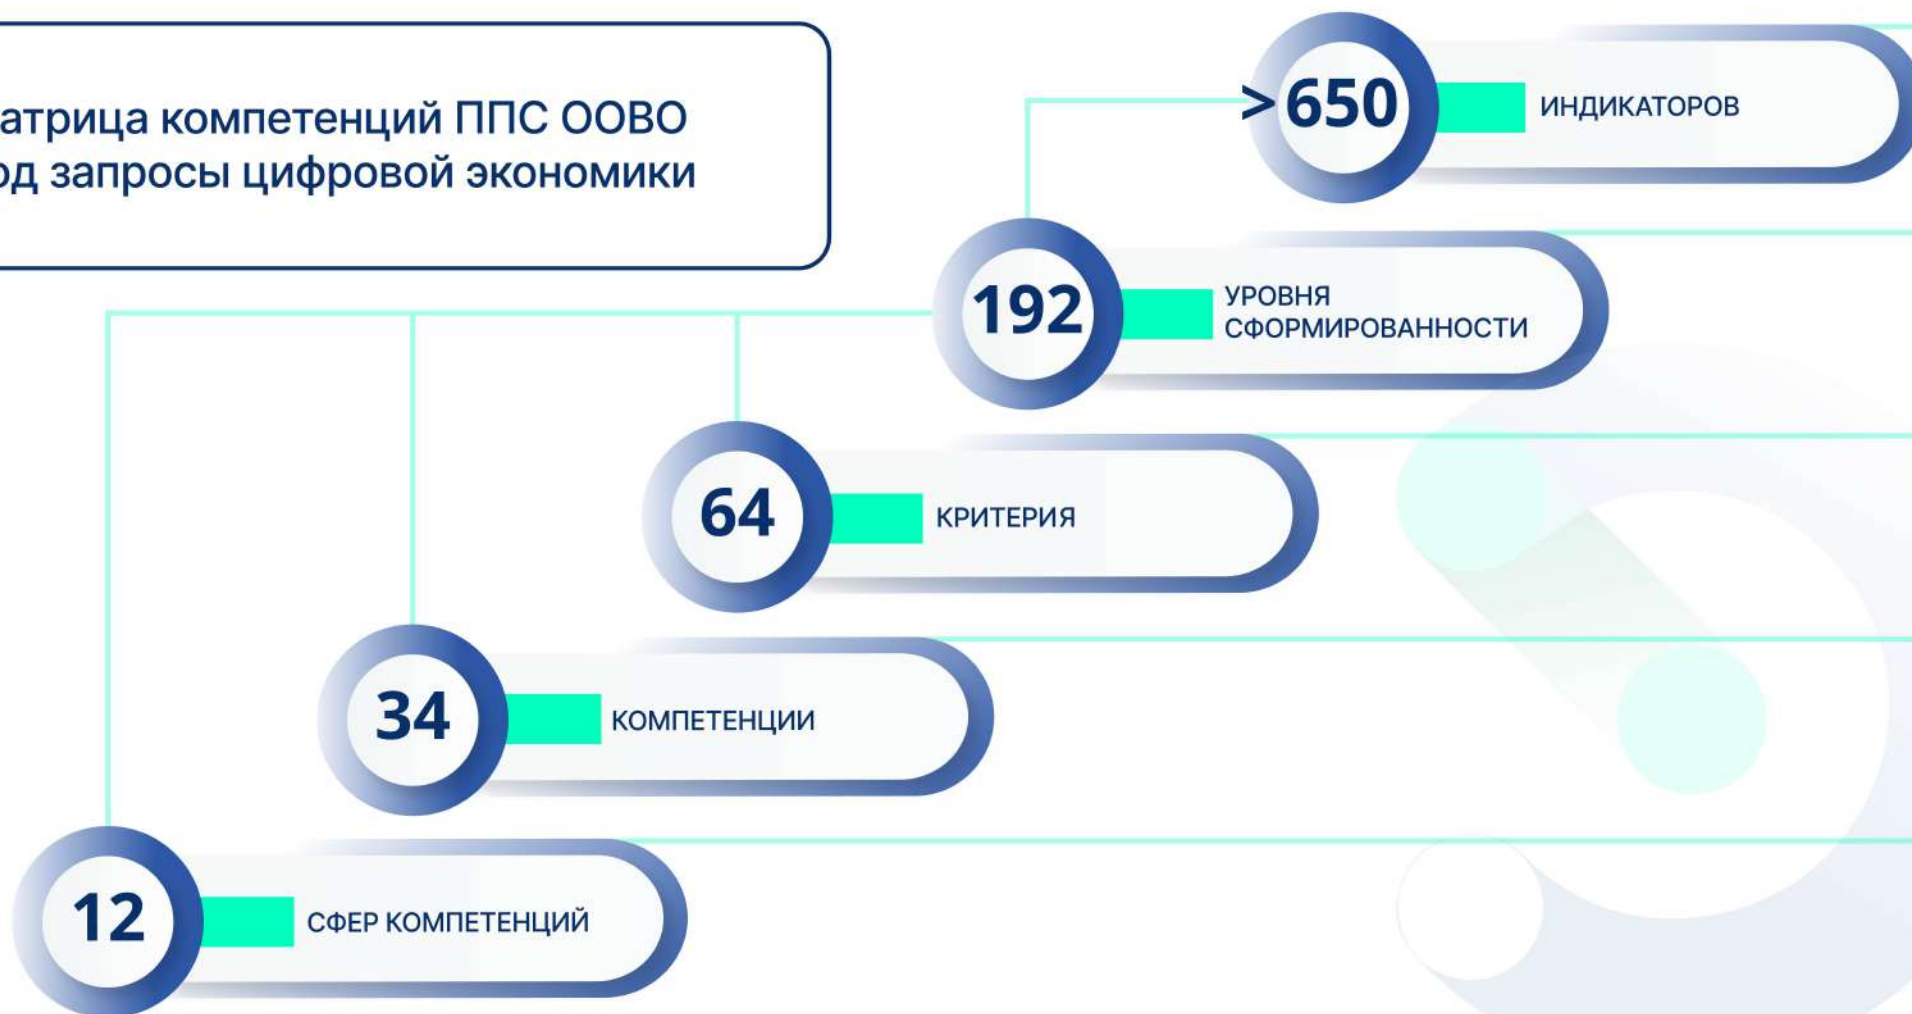 атрица компетенций ППС ООВО
од запросы цифровой экономики
>650
ИНДИКАТОРОВ
192
УРОВНЯ
СФОРМИРОВАННОСТИ
64
КРИТЕРИЯ
34
КОМПЕТЕНЦИИ
12
СФЕР КОМПЕТЕНЦИЙ